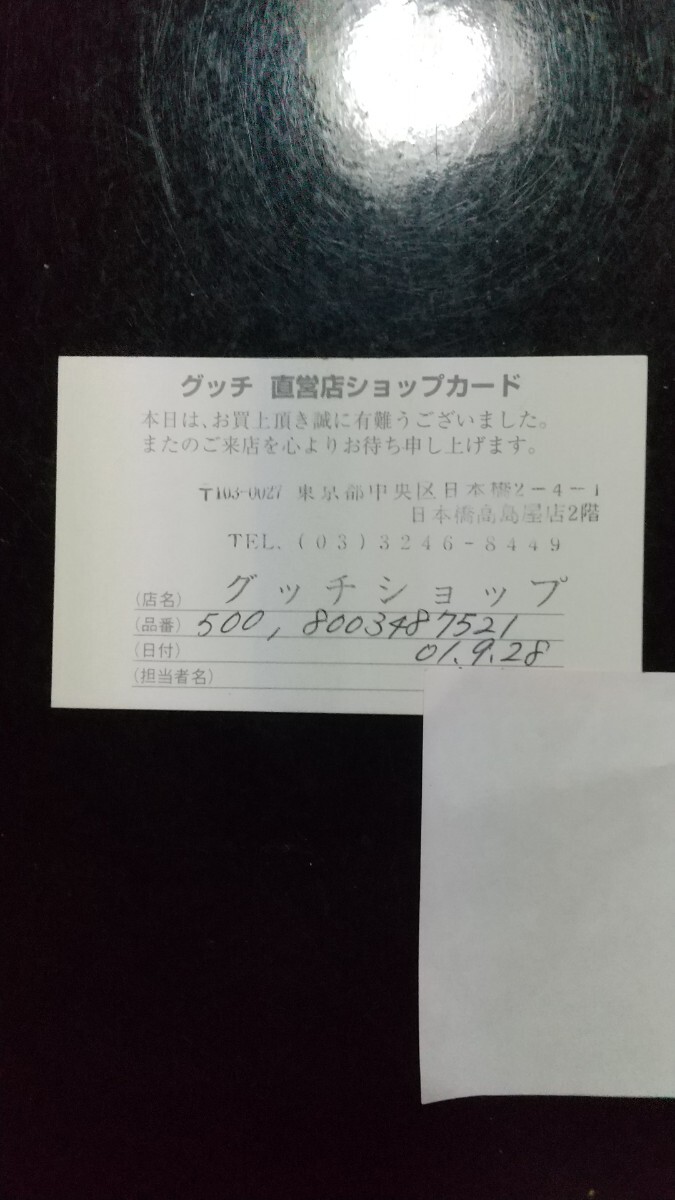 グッチ 直営店ショップカード
本日は、お買上頂き誠に有難うございました。
またのご来店を心よりお待ち申し上げます。
〒103-0027 東京都中央区日本橋2-4-1
日本橋高島屋店2階
TEL. (03)3246-8449
(店名) グッチショップ
(品番) 500, 8003487521
(日付) 01.9.28
(担当者名)